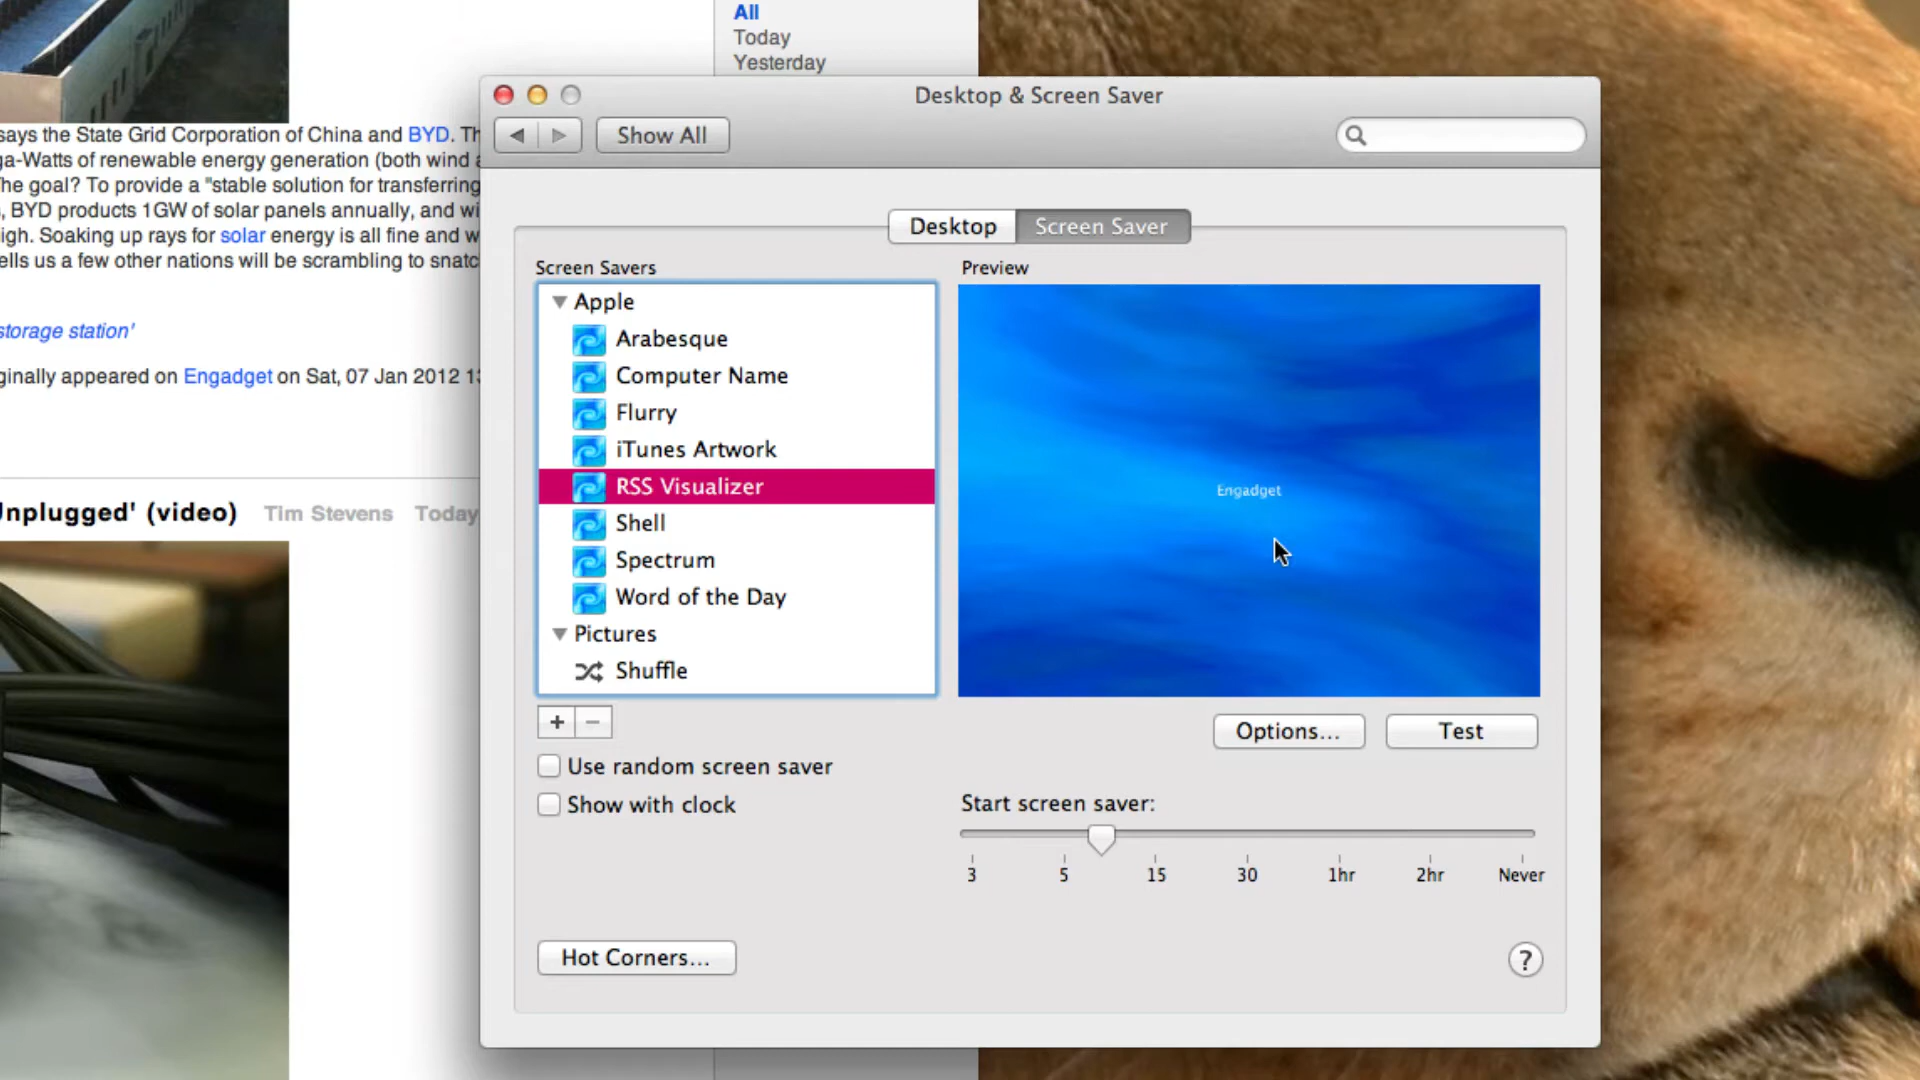 All
Today
Yesterday
says the State Grid Corporation of China and BYD. Th
ga-Watts of renewable energy generation (both wind a
he goal? To provide a "stable solution for transferring
, BYD products 1GW of solar panels annually, and wi
igh. Soaking up rays for solar energy is all fine and w
ells us a few other nations will be scrambling to snatc
storage station'
ginally appeared on Engadget on Sat, 07 Jan 2012 13
Unplugged' (video) Tim Stevens Today
Desktop & Screen Saver
Show All
Desktop Screen Saver
Screen Savers
Apple
Arabesque
Computer Name
Flurry
iTunes Artwork
RSS Visualizer
Shell
Spectrum
Word of the Day
Pictures
Shuffle
+ −
Use random screen saver
Show with clock
Hot Corners...
Preview
Engadget
Options... Test
Start screen saver:
3 5 15 30 1hr 2hr Never
?